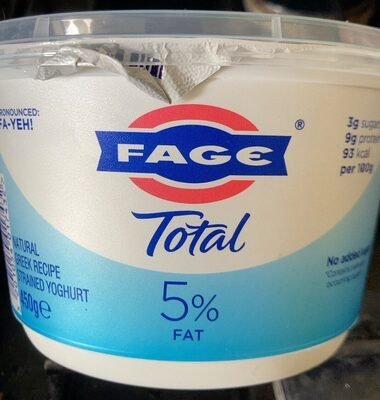 PRONOUNCED:
FA-YEH!
FAGE ®
Total
5%
FAT
NATURAL
GREEK RECIPE
STRAINED YOGHURT
450g e
3g sugar
9g protein
93 kcal
per 100g
No added